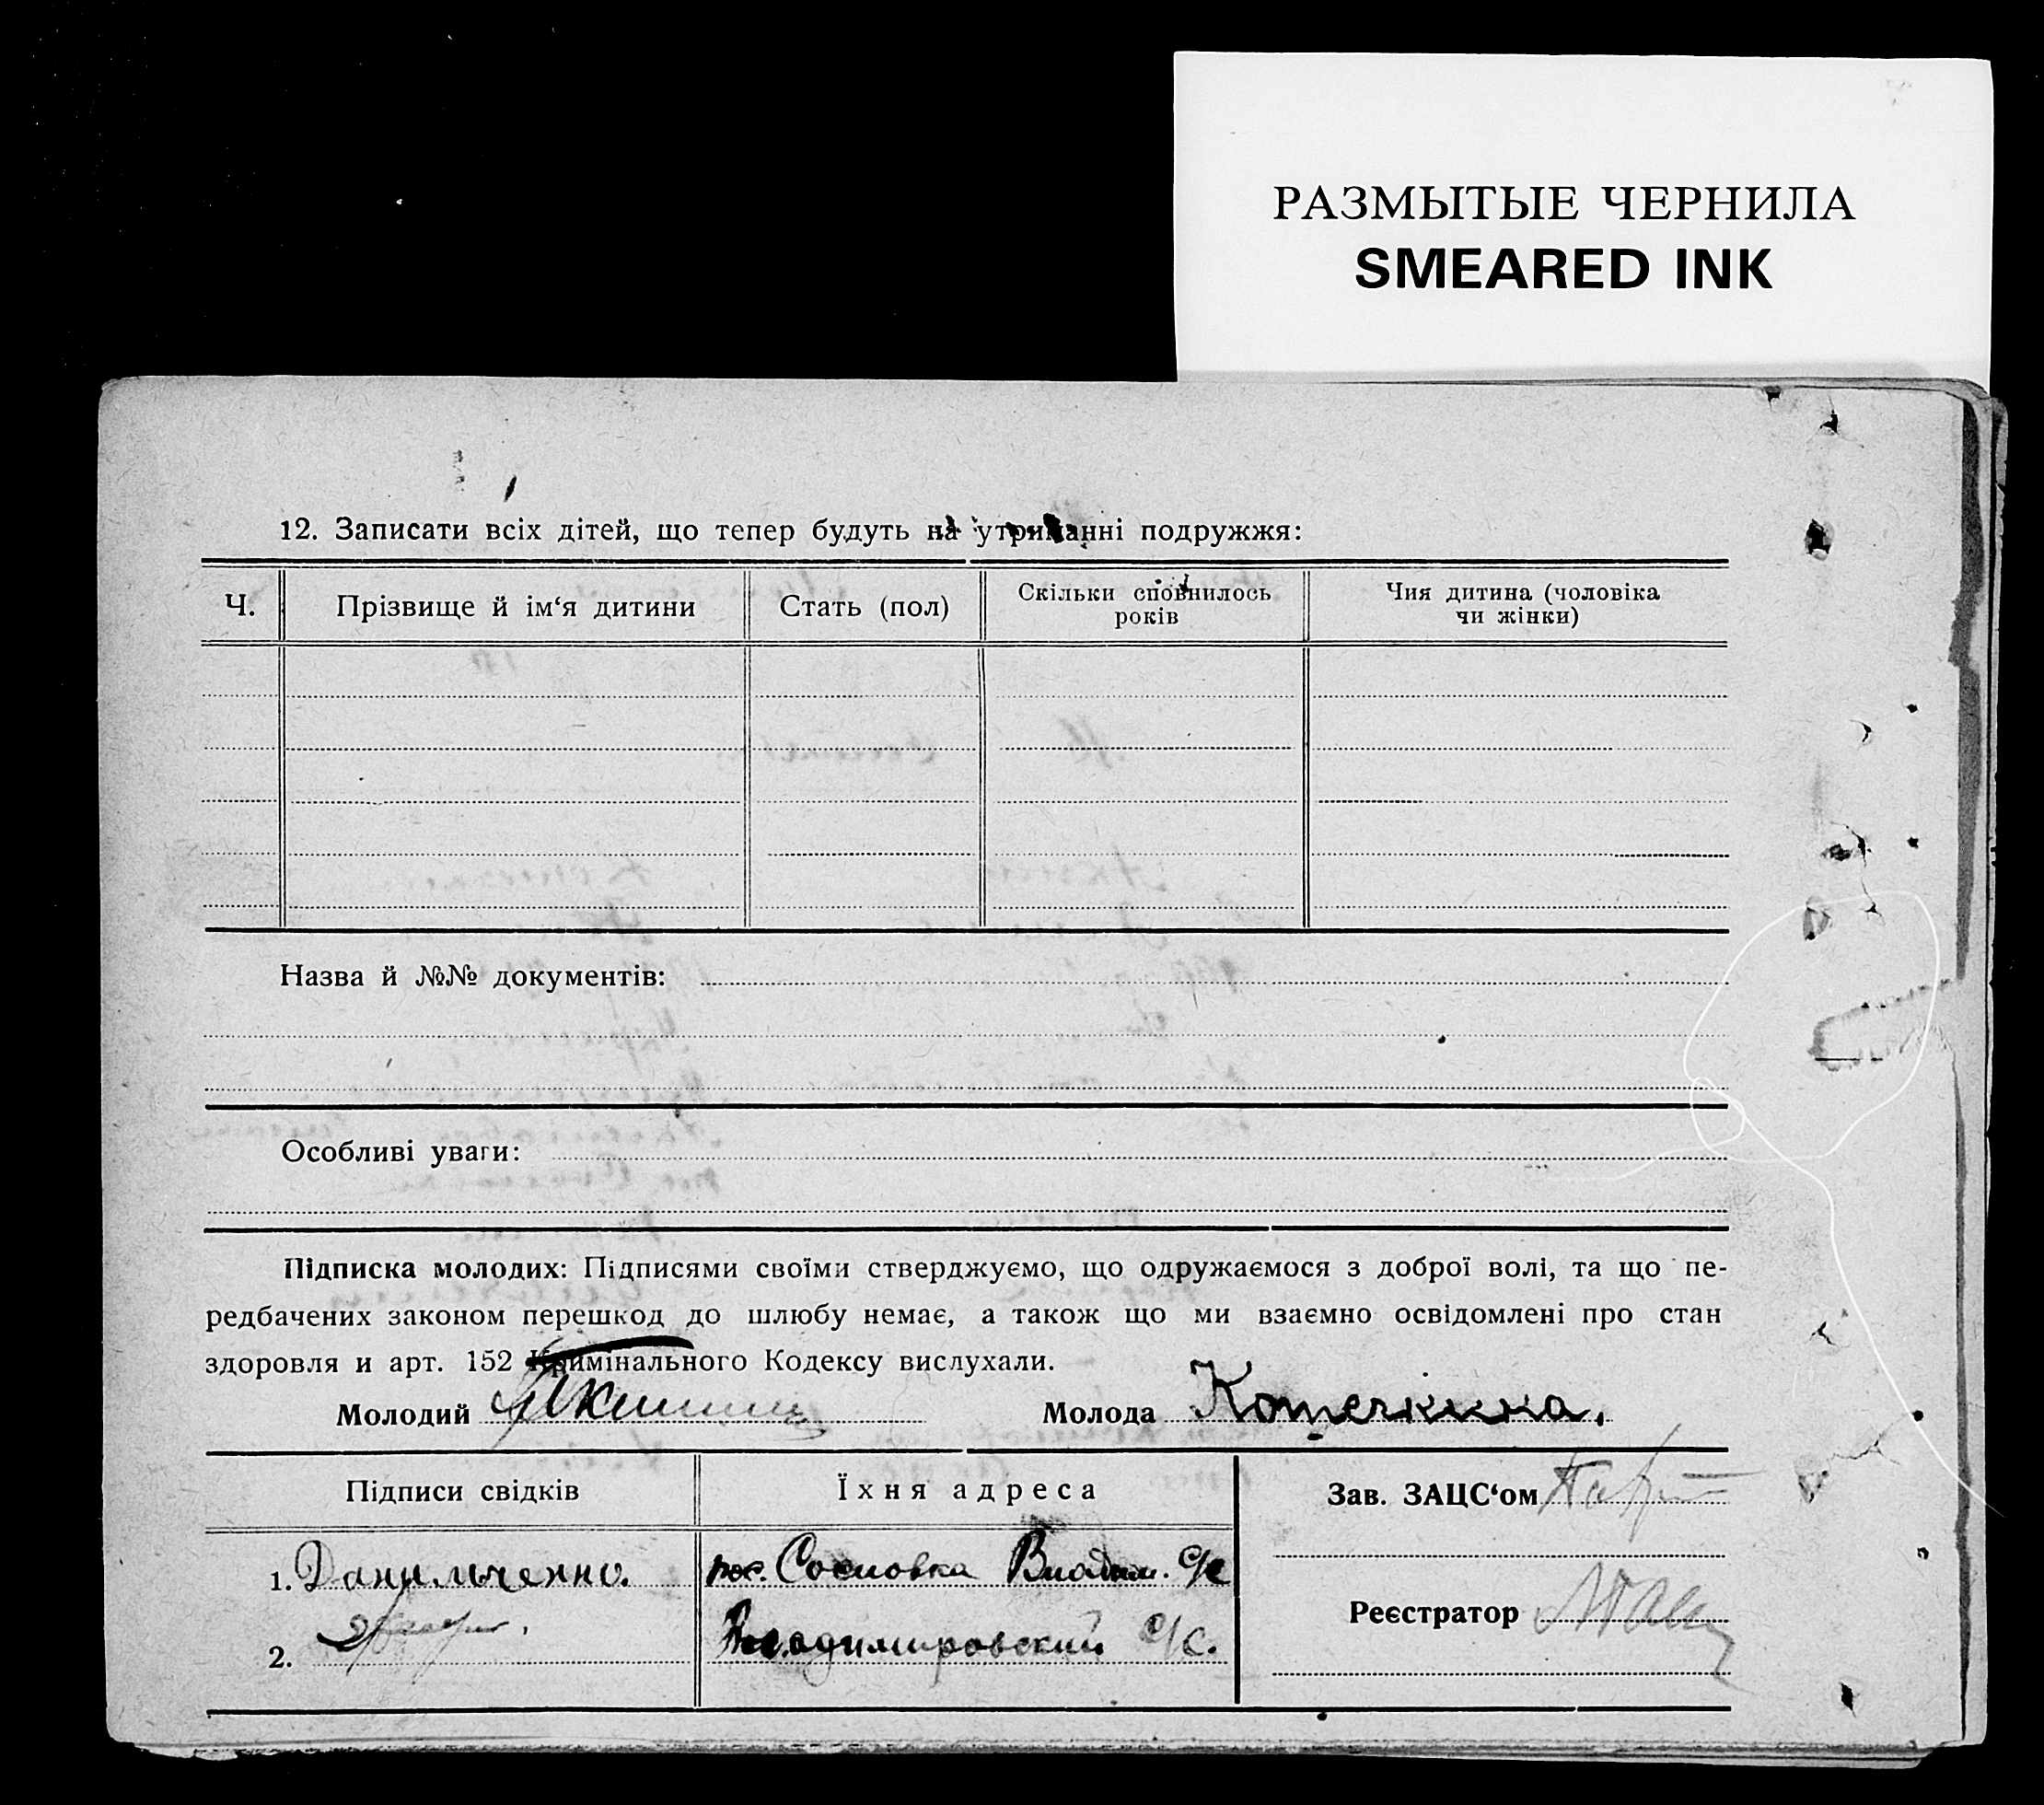 РАЗМЫТЫЕ ЧЕРНИЛА
SMEARED INK
12. Записати всіх дітей, що тепер будуть на утриманні подружжя:
Ч.
Прізвище й ім‘я дитини
Стать (пол)
Скільки сповнилось
років
Чия дитина (чоловіка
чи жінки)
Назва й №№ документів:
Особливі уваги:
Підписка молодих: Підписями своїми стверджуємо, що одружаємося з доброї волі, та що пе-
редбачених законом перешкод до шлюбу немає, а також що ми взаємно освідомлені про стан
здоровля и арт. 152 Кримінального Кодексу вислухали.
Молодий Молода
Підписи свідків
Їхня адреса
Зав. ЗАЦС‘ом
1. Данильченко. пос. Сосновка Владим. с/с
Реєстратор
2. Владимировский с/с.